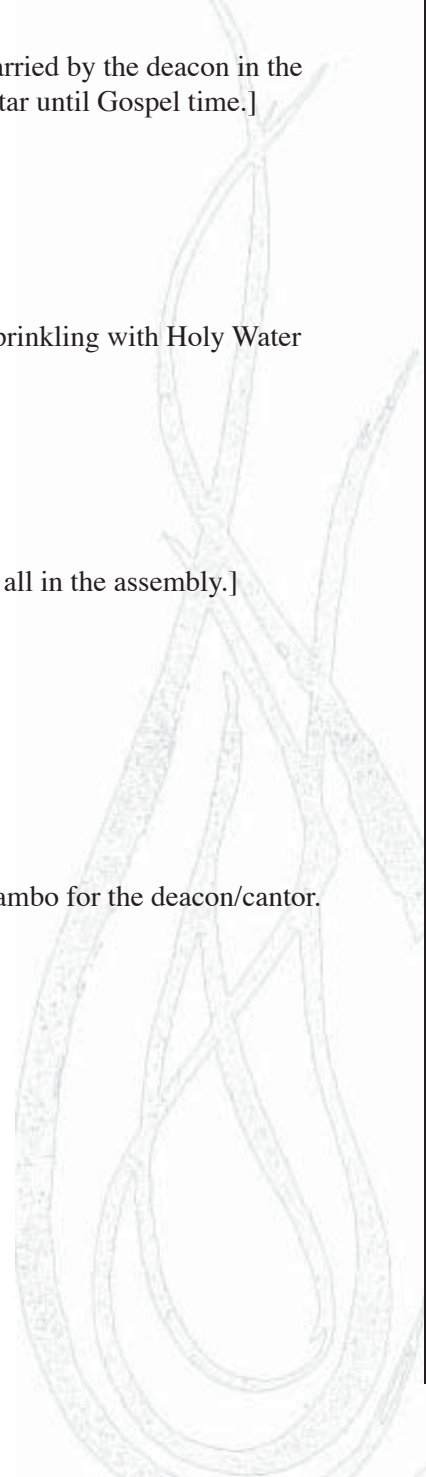 arried by the deacon in the
tar until Gospel time.]
prinkling with Holy Water
all in the assembly.]
ambo for the deacon/cantor.